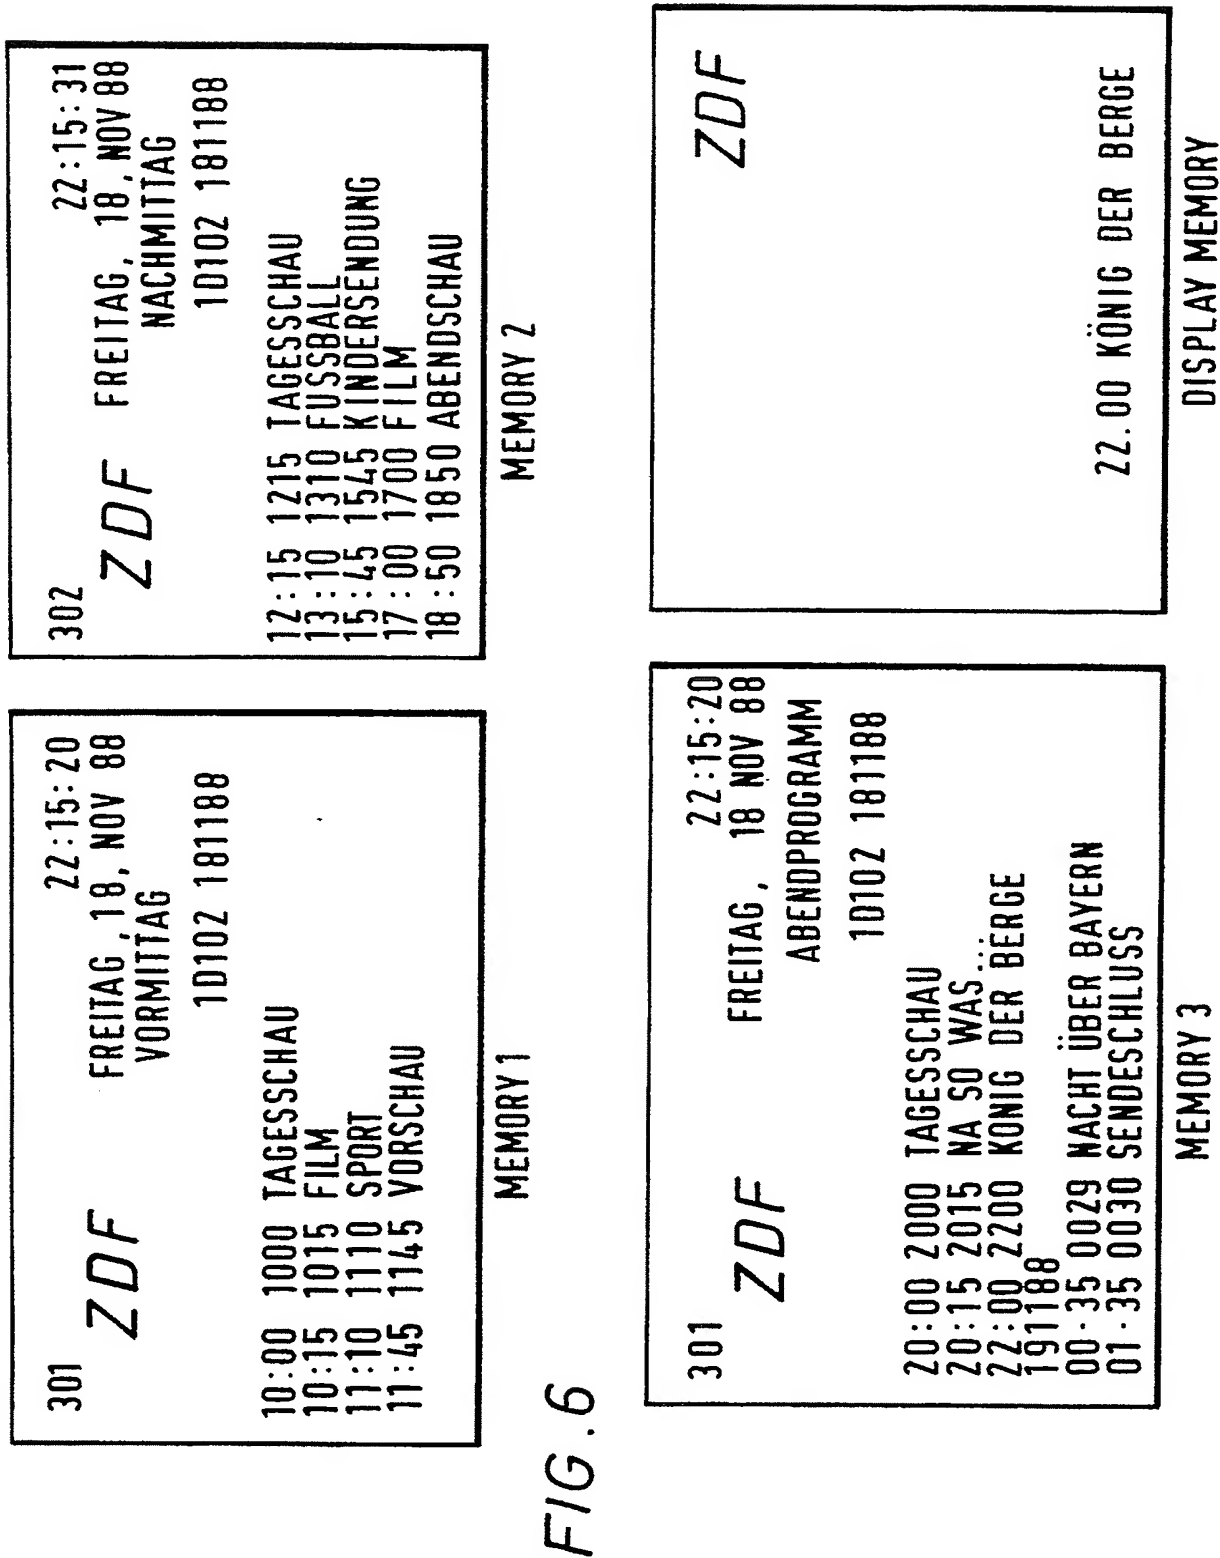 301 22:15:20
ZDF FREITAG, 18, NOV 88
VORMITTAG
1D102 181188
10:00 1000 TAGESSCHAU
10:15 1015 FILM
11:10 1110 SPORT
11:45 1145 VORSCHAU
MEMORY 1
302 22:15:31
ZDF FREITAG, 18, NOV 88
NACHMITTAG
1D102 181188
12:15 1215 TAGESSCHAU
13:10 1310 FUSSBALL
15:45 1545 KINDERSENDUNG
17:00 1700 FILM
18:50 1850 ABENDSCHAU
MEMORY 2
FIG.6
301 22:15:20
ZDF FREITAG, 18 NOV 88
ABENDPROGRAMM
1D102 181188
20:00 2000 TAGESSCHAU
20:15 2015 NA SO WAS...
22:00 2200 KONIG DER BERGE
191188
00·35 0029 NACHT ÜBER BAYERN
01·35 0030 SENDESCHLUSS
MEMORY 3
ZDF
22.00 KÖNIG DER BERGE
DISPLAY MEMORY